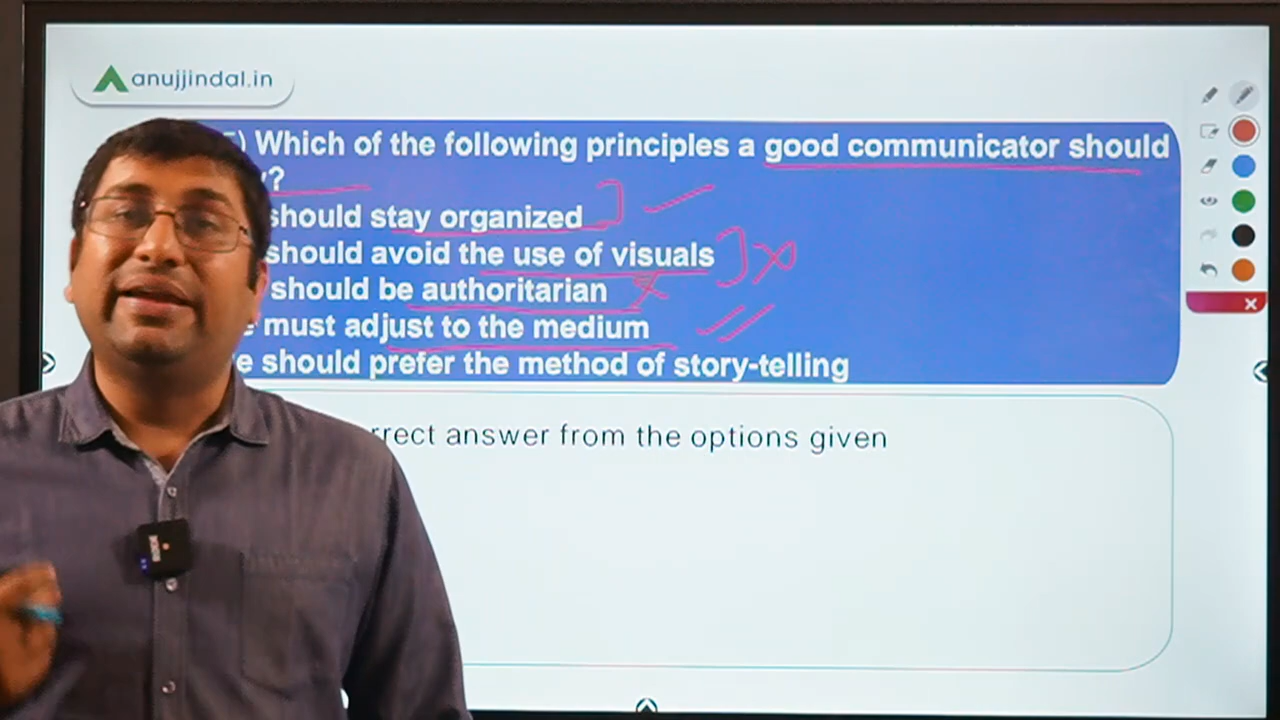 anujjindal.in
) Which of the following principles a good communicator should
?
should stay organized
should avoid the use of visuals
should be authoritarian
must adjust to the medium
should prefer the method of story-telling
answer from the options given